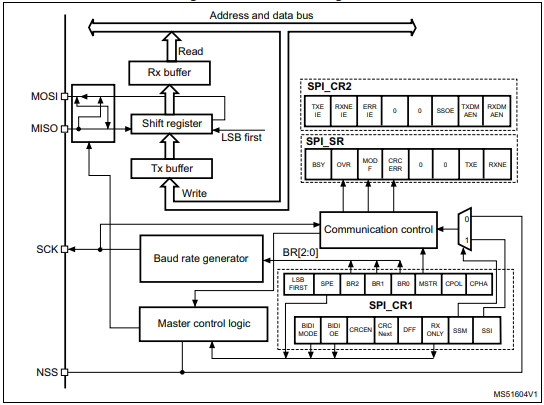 Address and data bus
Read
Rx buffer
MOSI
MISO
Shift register
LSB first
Tx buffer
Write
SPI_CR2
TXE IE
RXNE IE
ERR IE
0
0
SSOE
TXDM AEN
RXDM AEN
SPI_SR
BSY
OVR
MOD F
CRC ERR
0
0
TXE
RXNE
Communication control
0
1
SCK
Baud rate generator
BR[2:0]
LSB FIRST
SPE
BR2
BR1
BR0
MSTR
CPOL
CPHA
SPI_CR1
Master control logic
BIDI MODE
BIDI OE
CRCEN
CRC Next
DFF
RX ONLY
SSM
SSI
NSS
MS51604V1